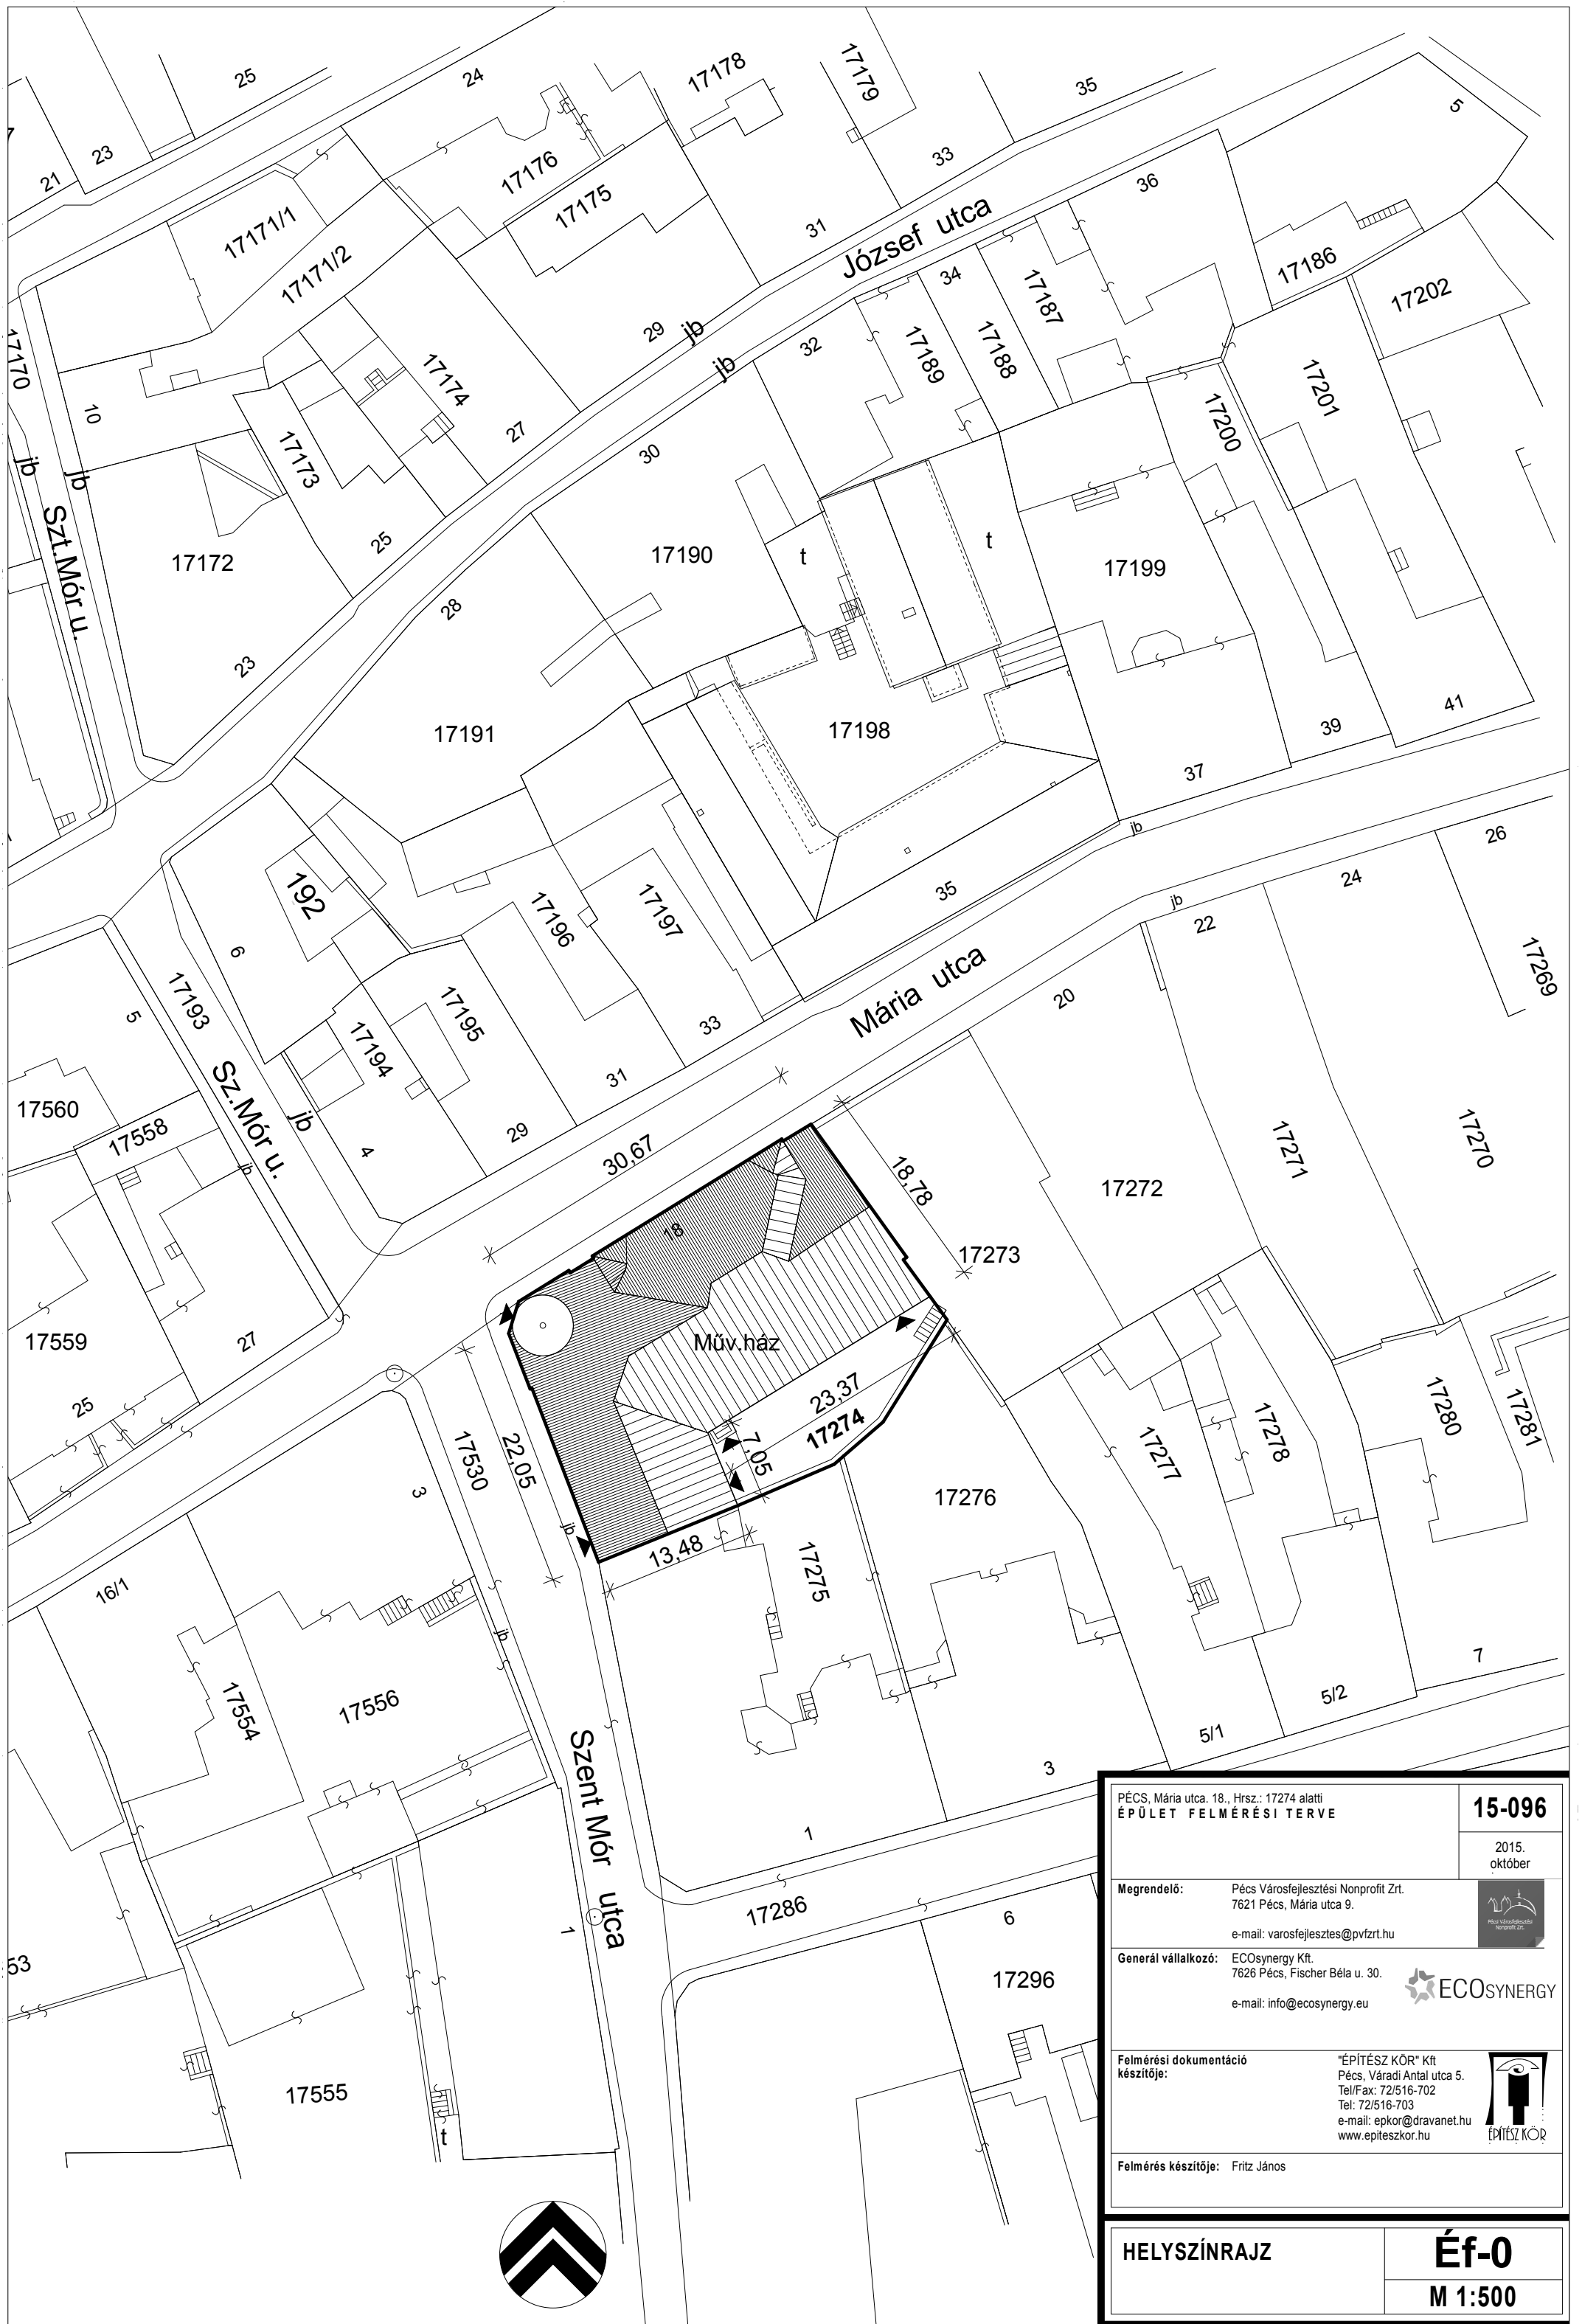 25
24
17178
17179
35
5
7
23
21
17176
17175
33
36
17171/1
17171/2
31
József utca
17186
17202
34
17187
17170
29
jb
jb
32
17189
17188
17201
17174
10
27
30
17200
17173
jb
jb
Szt.Mór u.
25
17172
17190
t
t
17199
28
23
17191
17198
41
39
37
jb
26
192
24
35
jb
22
17196
17197
6
17269
17193
Mária utca
20
5
17195
33
17194
31
17560
Sz.Mór u.
jb
17558
29
4
30,67
17271
17270
jb
18,78
17272
18
17273
17559
27
Műv.ház
25
23,37
17274
17280
17281
17277
17278
3
17530
22,05
7,05
17276
jb
13,48
17275
16/1
jb
7
17554
17556
5/2
5/1
Szent Mór utca
3
1
17286
1
6
53
17296
17555
t
PÉCS, Mária utca. 18., Hrsz.: 17274 alatti
ÉPÜLET FELMÉRÉSI TERVE
15-096
2015.
október
Megrendelő: Pécs Városfejlesztési Nonprofit Zrt.
7621 Pécs, Mária utca 9.
e-mail: varosfejlesztes@pvfzrt.hu
Pécsi Városfejlesztési
Nonprofit Zrt.
Generál vállalkozó: ECOsynergy Kft.
7626 Pécs, Fischer Béla u. 30.
e-mail: info@ecosynergy.eu
ECOSYNERGY
Felmérési dokumentáció
készítője:
"ÉPÍTÉSZ KÖR" Kft
Pécs, Váradi Antal utca 5.
Tel/Fax: 72/516-702
Tel: 72/516-703
e-mail: epkor@dravanet.hu
www.epiteszkor.hu
ÉPÍTÉSZ KÖR
Felmérés készítője: Fritz János
HELYSZÍNRAJZ
Éf-0
M 1:500